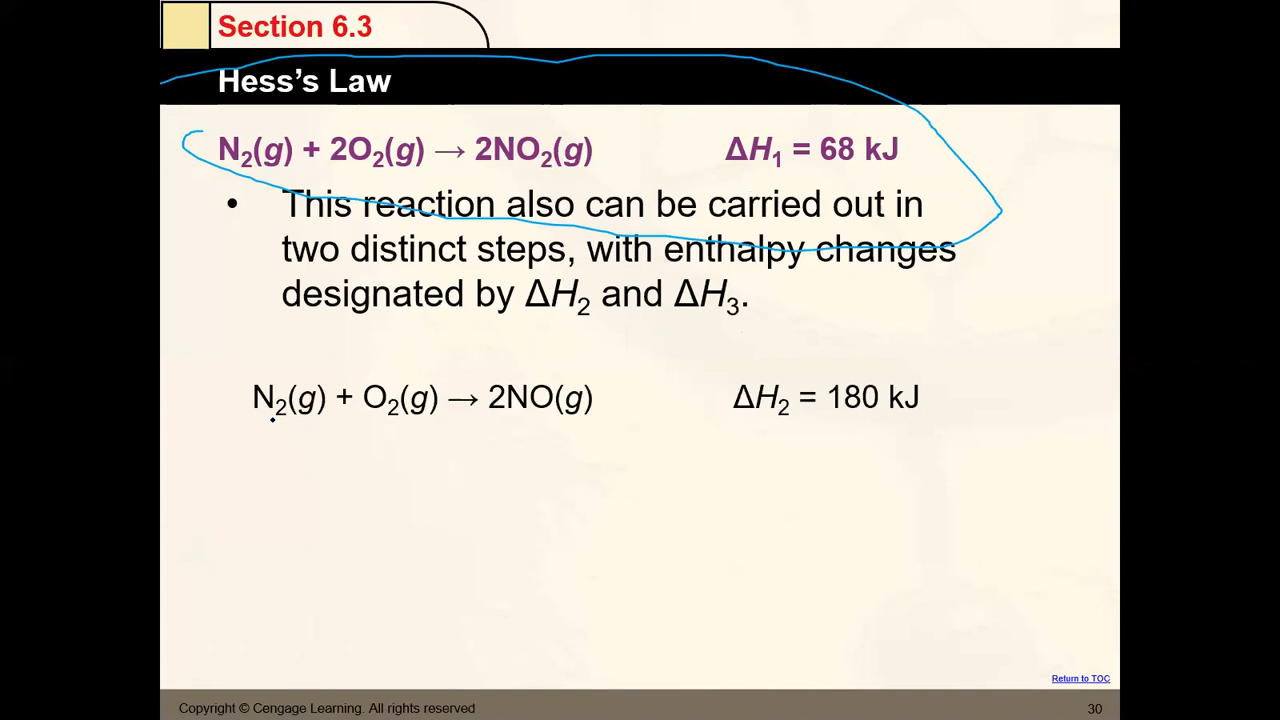 Section 6.3
Hess’s Law
N₂(g) + 2O₂(g) → 2NO₂(g) ΔH₁ = 68 kJ
• This reaction also can be carried out in
two distinct steps, with enthalpy changes
designated by ΔH₂ and ΔH₃.
N₂(g) + O₂(g) → 2NO(g) ΔH₂ = 180 kJ
Return to TOC
Copyright © Cengage Learning. All rights reserved 30